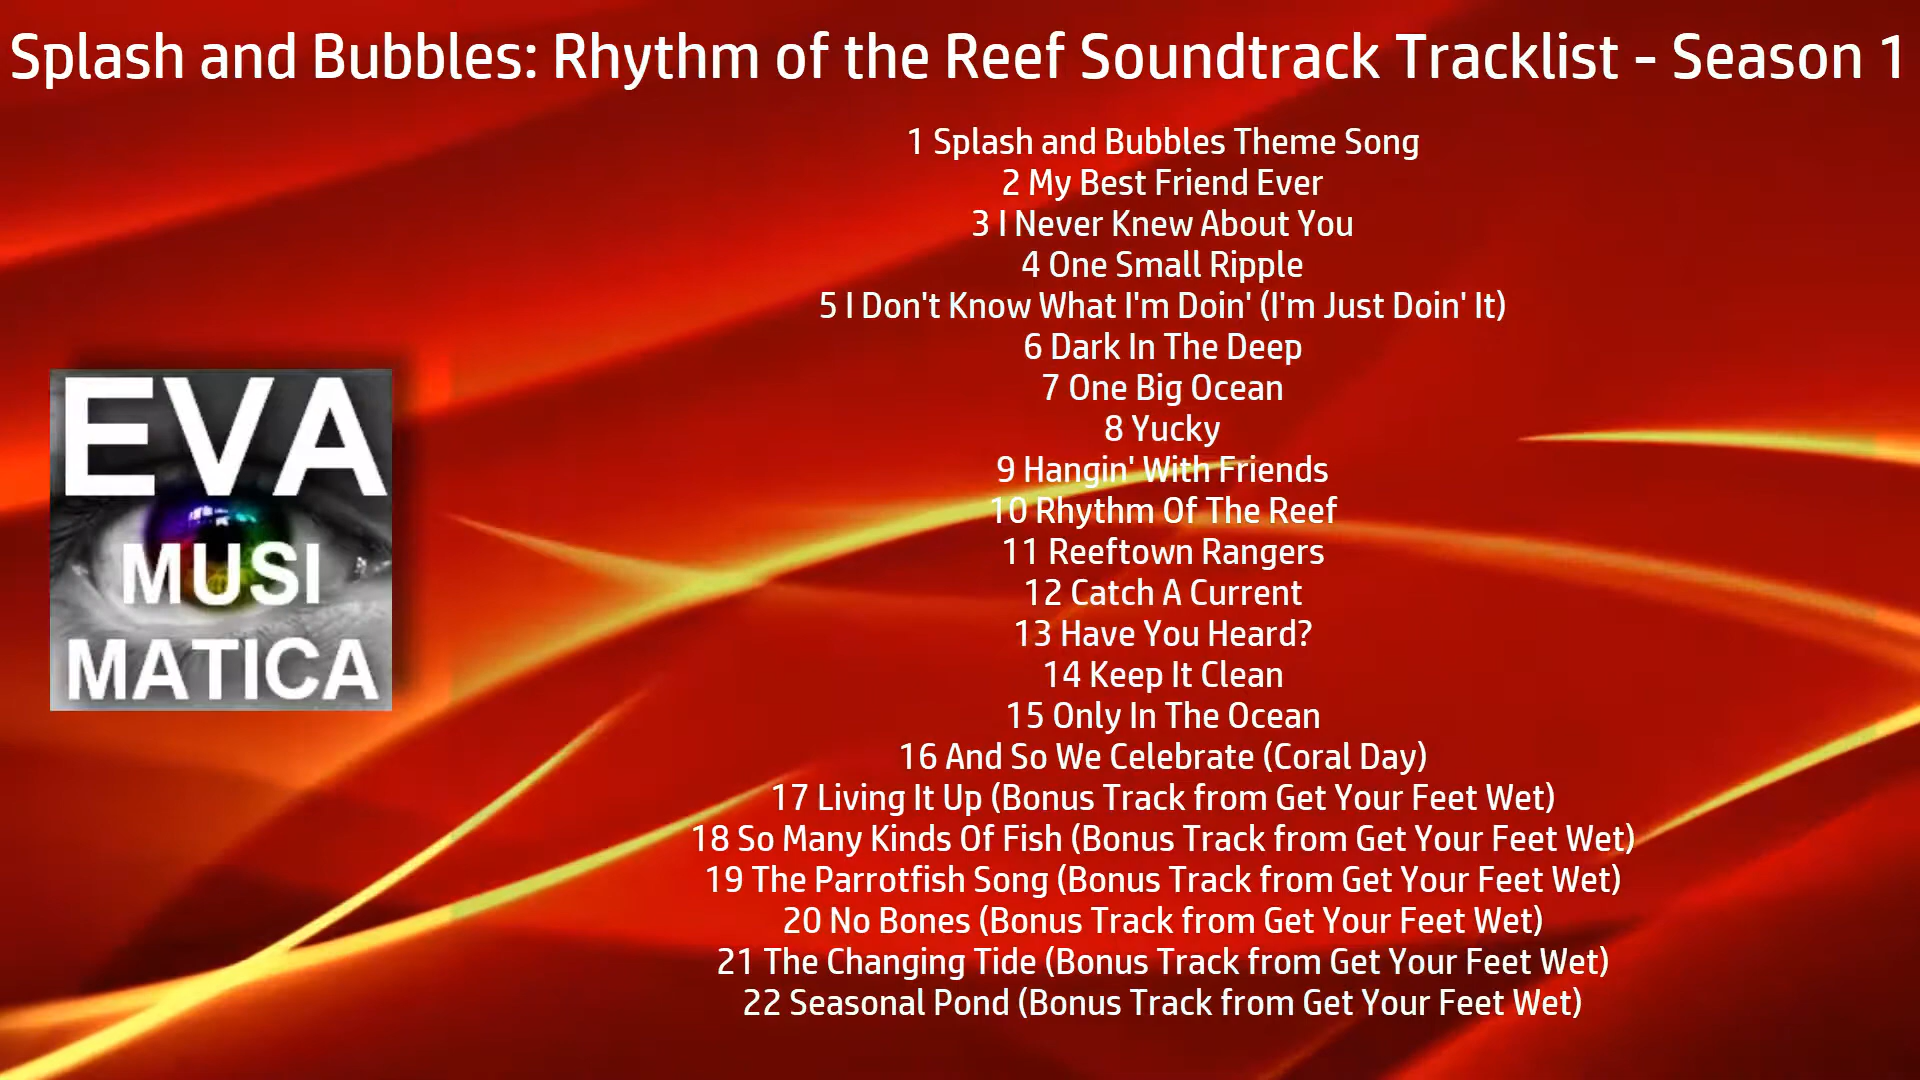 Splash and Bubbles: Rhythm of the Reef Soundtrack Tracklist - Season 1
1 Splash and Bubbles Theme Song
2 My Best Friend Ever
3 I Never Knew About You
4 One Small Ripple
5 I Don't Know What I'm Doin' (I'm Just Doin' It)
6 Dark In The Deep
7 One Big Ocean
8 Yucky
9 Hangin' With Friends
10 Rhythm Of The Reef
11 Reeftown Rangers
12 Catch A Current
13 Have You Heard?
14 Keep It Clean
15 Only In The Ocean
16 And So We Celebrate (Coral Day)
17 Living It Up (Bonus Track from Get Your Feet Wet)
18 So Many Kinds Of Fish (Bonus Track from Get Your Feet Wet)
19 The Parrotfish Song (Bonus Track from Get Your Feet Wet)
20 No Bones (Bonus Track from Get Your Feet Wet)
21 The Changing Tide (Bonus Track from Get Your Feet Wet)
22 Seasonal Pond (Bonus Track from Get Your Feet Wet)
EVA
MUSI
MATICA